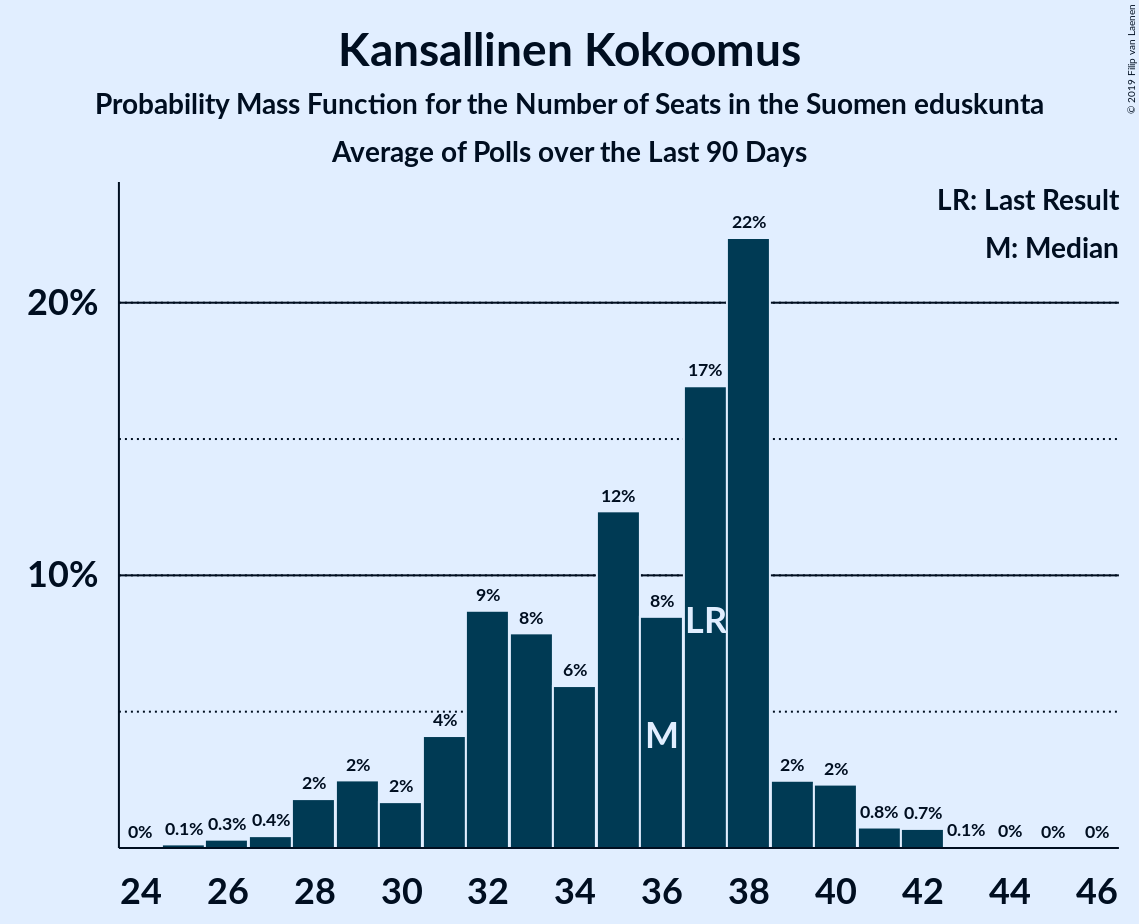 Kansallinen Kokoomus
Probability Mass Function for the Number of Seats in the Suomen eduskunta
Average of Polls over the Last 90 Days
© 2019 Filip van Laenen
LR: Last Result
M: Median
20%
10%
0%
0.1%
0.3%
0.4%
2%
2%
2%
4%
9%
8%
6%
12%
8%
17%
22%
2%
2%
0.8%
0.7%
0.1%
0%
0%
0%
LR
M
24 26 28 30 32 34 36 38 40 42 44 46